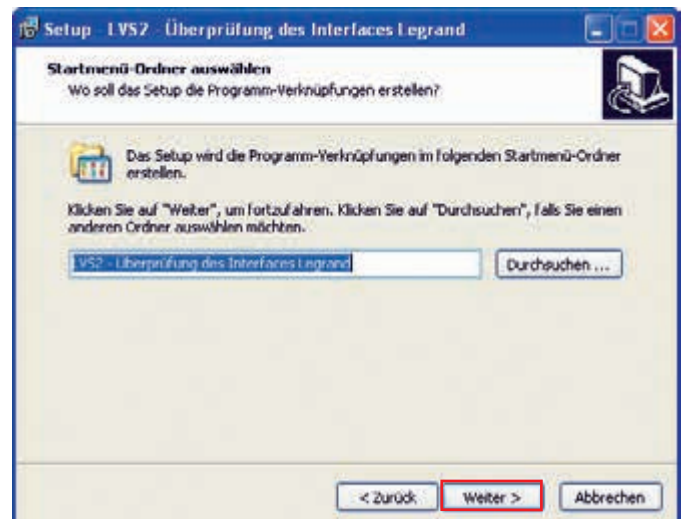 Setup - LVS2 - Überprüfung des Interfaces Legrand
Startmenü-Ordner auswählen
Wo soll das Setup die Programm-Verknüpfungen erstellen?
Das Setup wird die Programm-Verknüpfungen im folgenden Startmenü-Ordner
erstellen.
Klicken Sie auf "Weiter", um fortzufahren. Klicken Sie auf "Durchsuchen", falls Sie einen
anderen Ordner auswählen möchten.
LVS2 - Überprüfung des Interfaces Legrand
Durchsuchen ...
< Zurück
Weiter >
Abbrechen